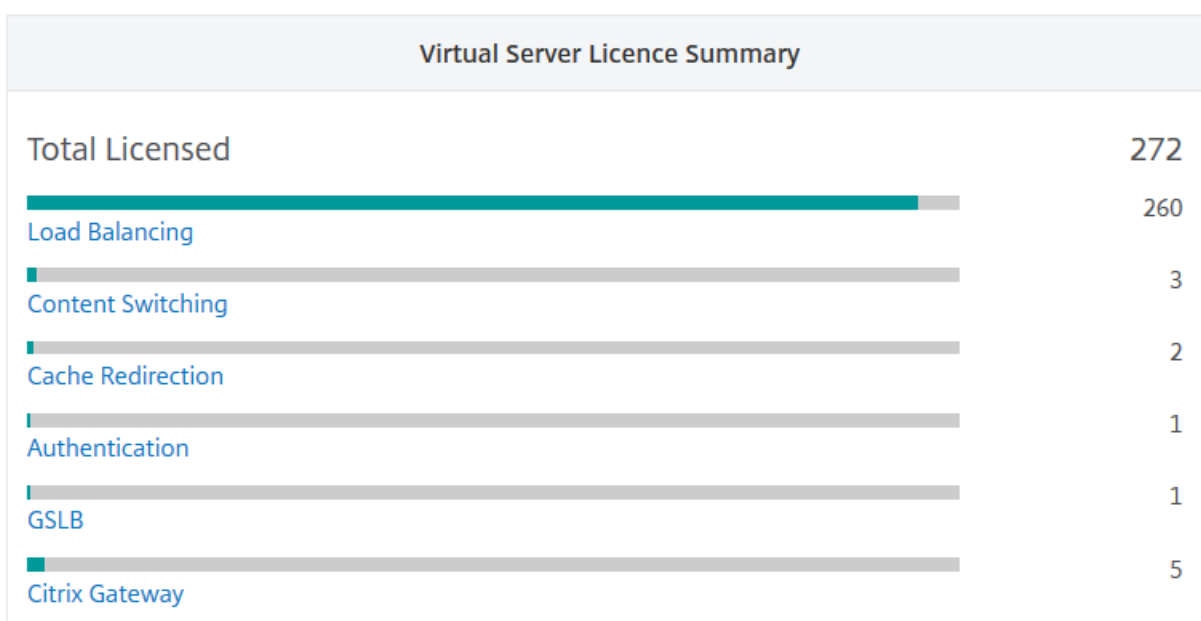 Virtual Server Licence Summary
Total Licensed 272
260
Load Balancing
3
Content Switching
2
Cache Redirection
1
Authentication
1
GSLB
5
Citrix Gateway